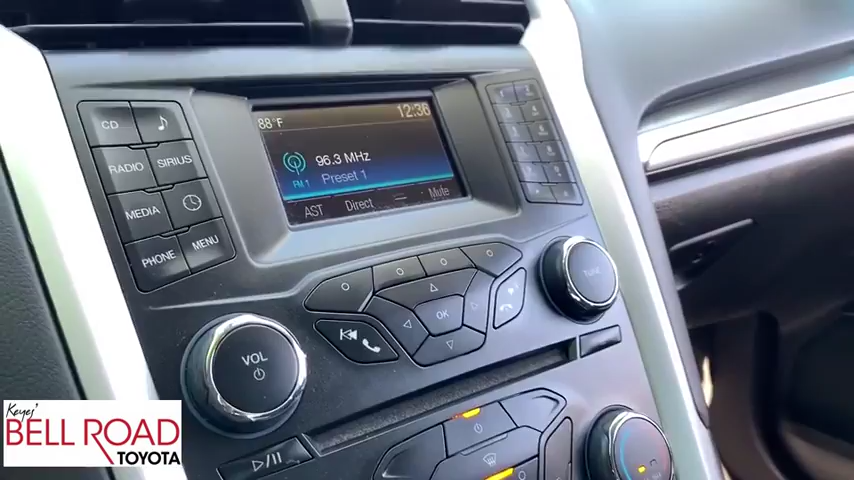 88°F
12:36
96.3 MHz
FM 1
Preset 1
AST
Direct
Mute
CD
RADIO
SIRIUS
MEDIA
PHONE
MENU
OK
TUNE
VOL
Keyes'
BELL ROAD
TOYOTA